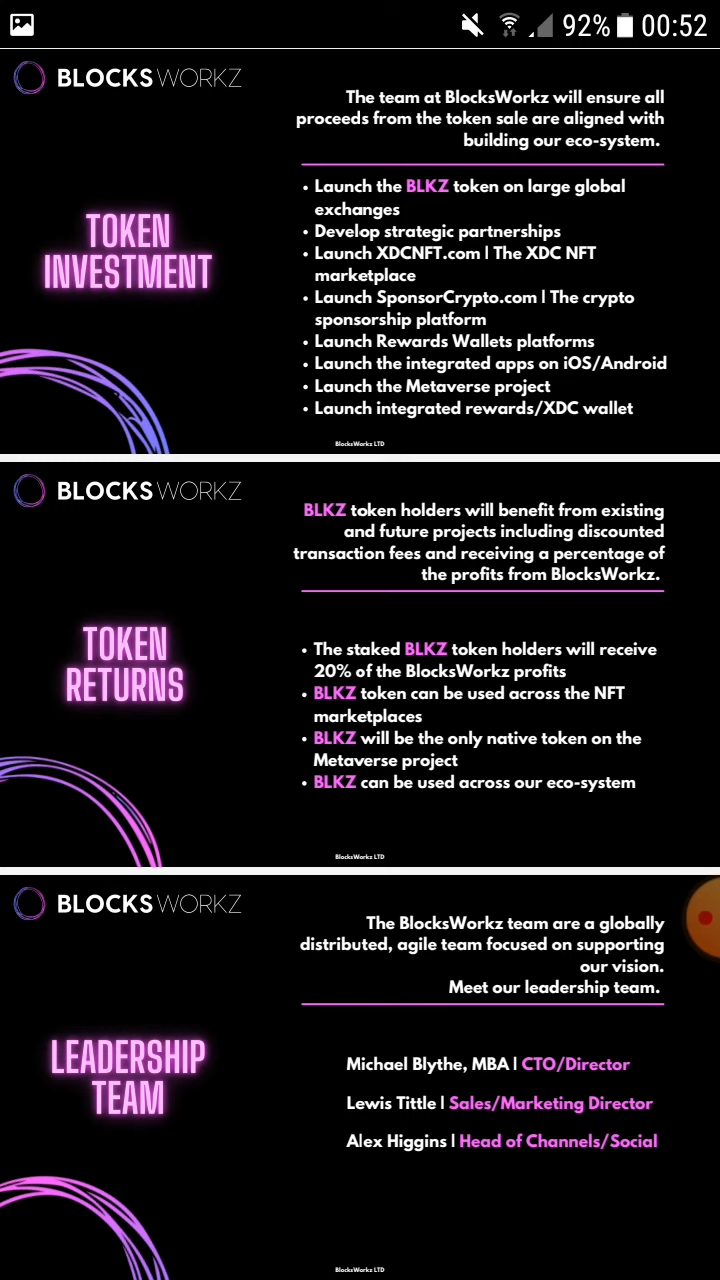 92% 00:52
BLOCKSWORKZ
The team at BlocksWorkz will ensure all
proceeds from the token sale are aligned with
building our eco-system.
TOKEN
INVESTMENT
• Launch the BLKZ token on large global
exchanges
• Develop strategic partnerships
• Launch XDCNFT.com | The XDC NFT
marketplace
• Launch SponsorCrypto.com | The crypto
sponsorship platform
• Launch Rewards Wallets platforms
• Launch the integrated apps on iOS/Android
• Launch the Metaverse project
• Launch integrated rewards/XDC wallet
BlocksWorkz LTD
BLOCKSWORKZ
BLKZ token holders will benefit from existing
and future projects including discounted
transaction fees and receiving a percentage of
the profits from BlocksWorkz.
TOKEN
RETURNS
• The staked BLKZ token holders will receive
20% of the BlocksWorkz profits
• BLKZ token can be used across the NFT
marketplaces
• BLKZ will be the only native token on the
Metaverse project
• BLKZ can be used across our eco-system
BlocksWorkz LTD
BLOCKSWORKZ
The BlocksWorkz team are a globally
distributed, agile team focused on supporting
our vision.
Meet our leadership team.
LEADERSHIP
TEAM
Michael Blythe, MBA | CTO/Director
Lewis Tittle | Sales/Marketing Director
Alex Higgins | Head of Channels/Social
BlocksWorkz LTD